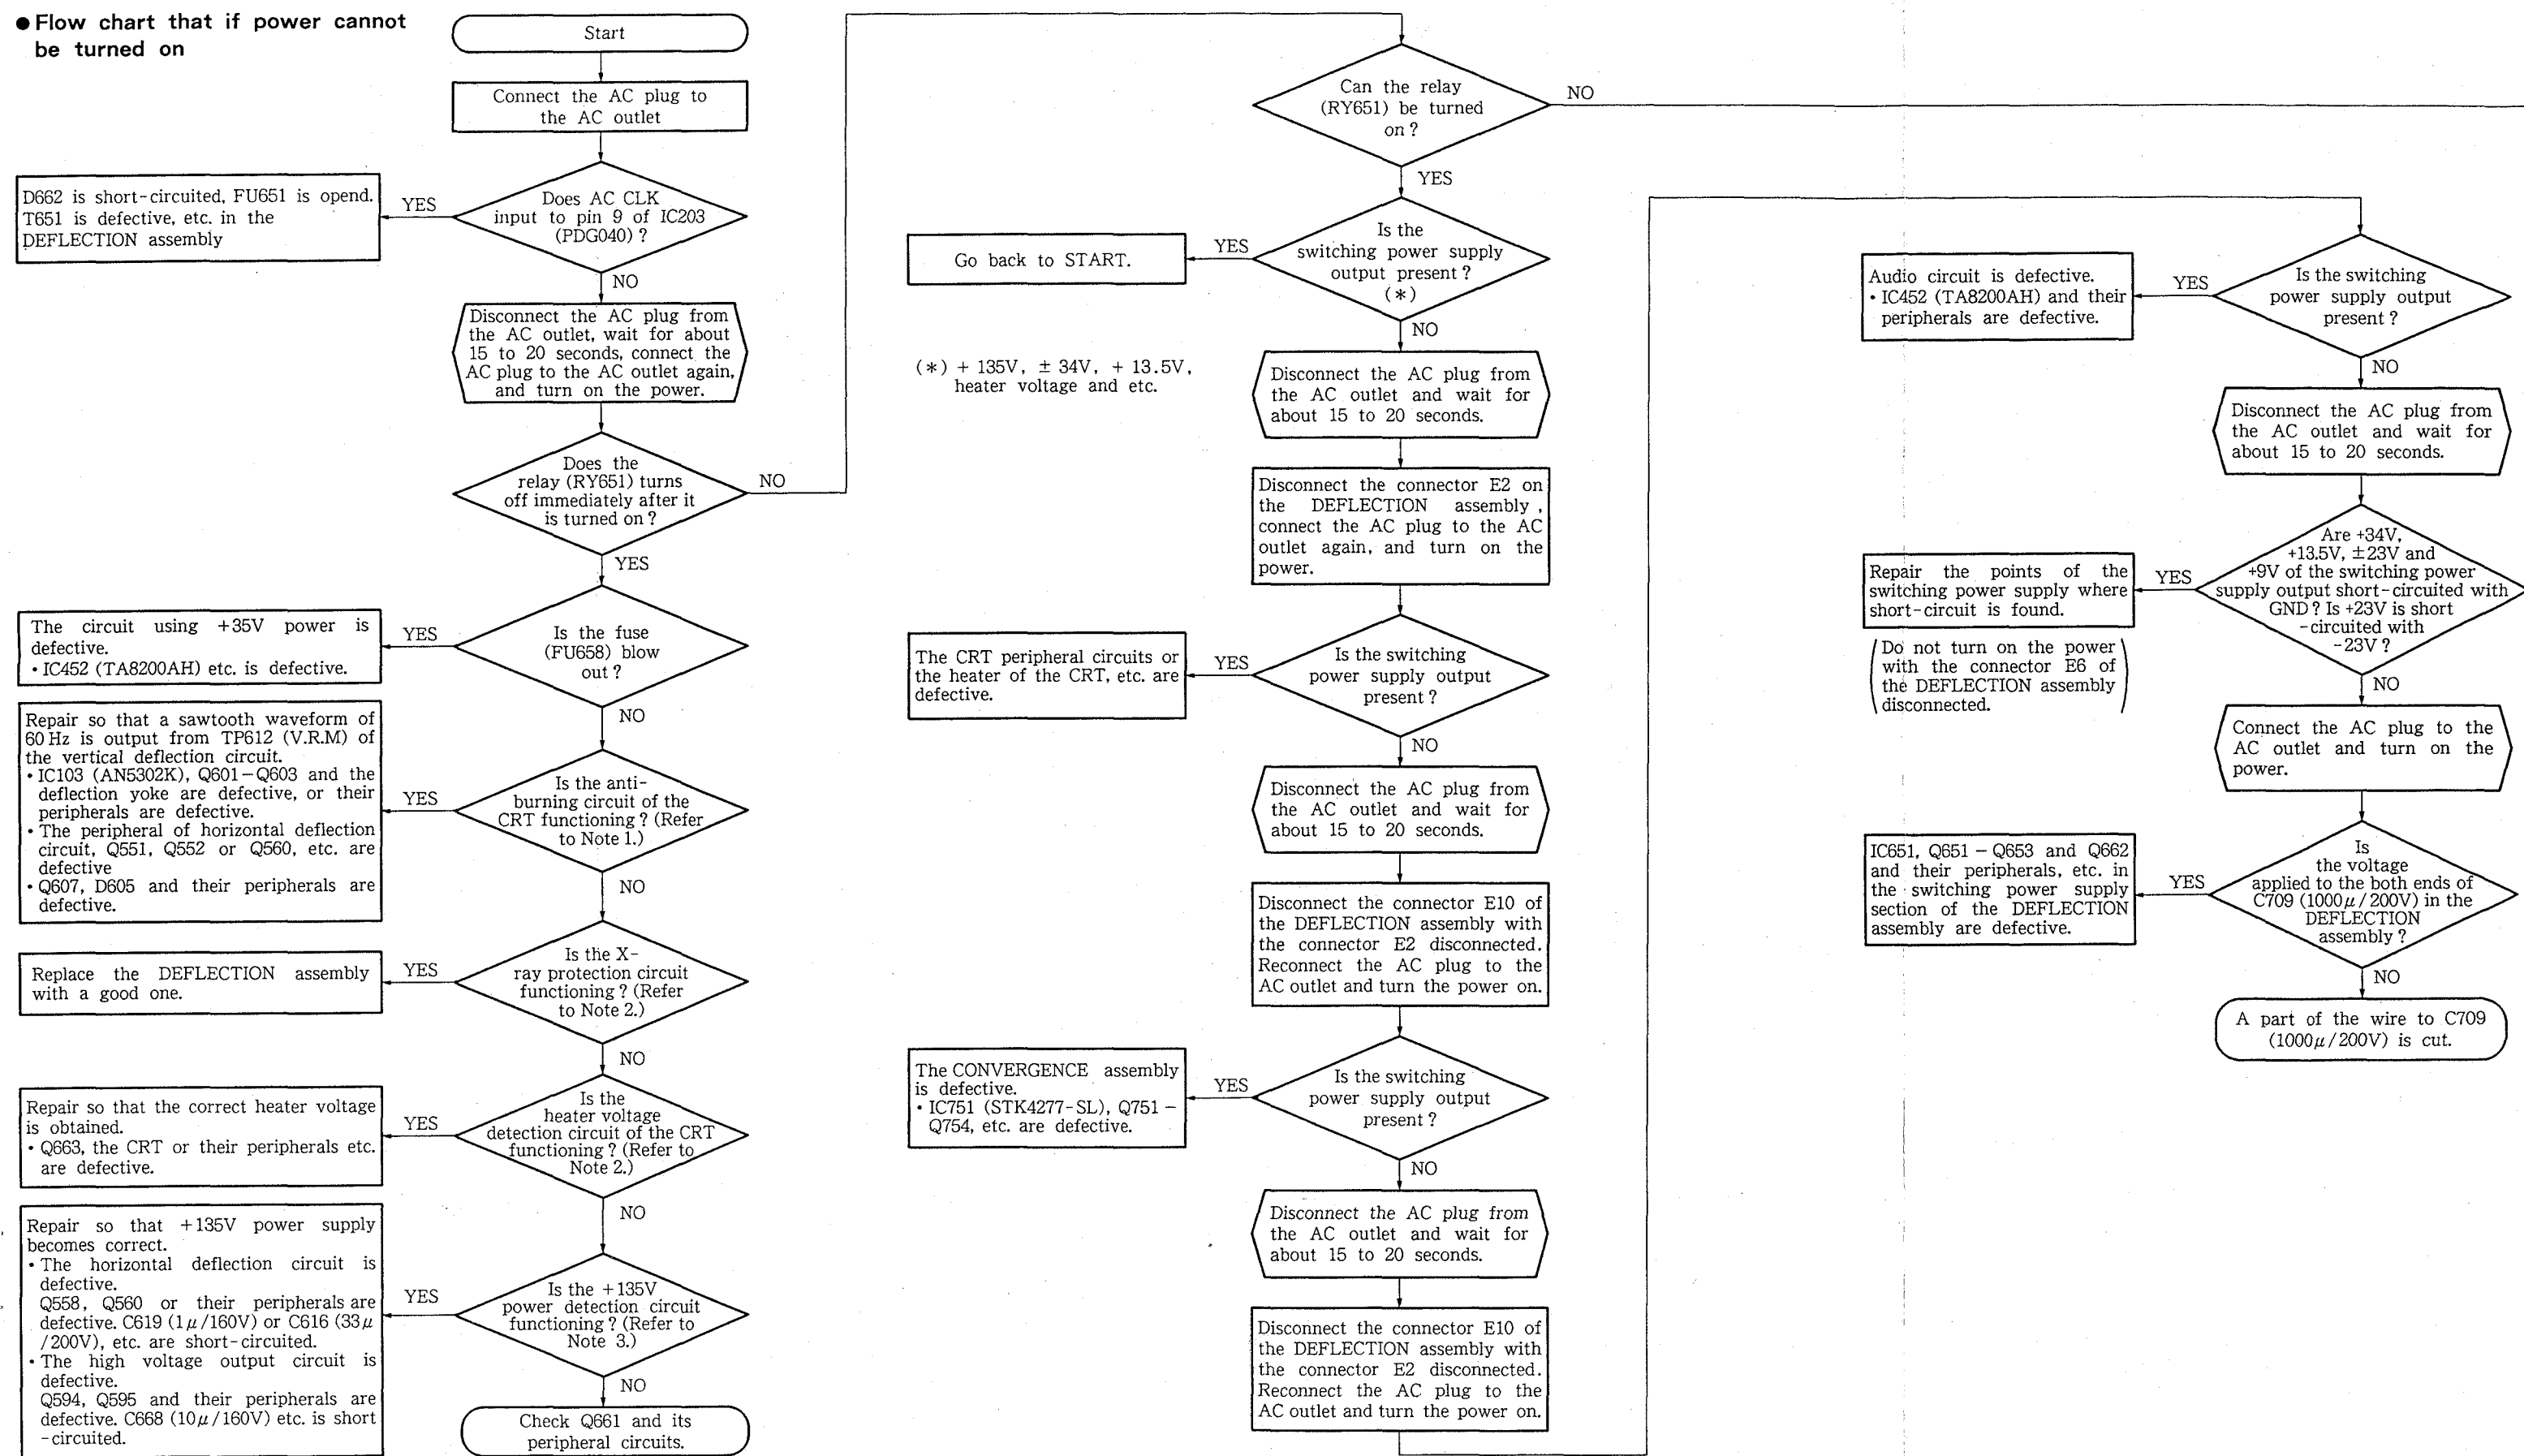 ● Flow chart that if power cannot
be turned on
Start
Connect the AC plug to
the AC outlet
Does AC CLK
input to pin 9 of IC203
(PDG040) ?
YES
D662 is short-circuited, FU651 is opend.
T651 is defective, etc. in the
DEFLECTION assembly
NO
Disconnect the AC plug from
the AC outlet, wait for about
15 to 20 seconds, connect the
AC plug to the AC outlet again,
and turn on the power.
Does the
relay (RY651) turns
off immediately after it
is turned on ?
NO
YES
Is the fuse
(FU658) blow
out ?
YES
The circuit using +35V power is
defective.
• IC452 (TA8200AH) etc. is defective.
NO
Is the anti-
burning circuit of the
CRT functioning ? (Refer
to Note 1.)
YES
Repair so that a sawtooth waveform of
60 Hz is output from TP612 (V.R.M) of
the vertical deflection circuit.
• IC103 (AN5302K), Q601–Q603 and the
deflection yoke are defective, or their
peripherals are defective.
• The peripheral of horizontal deflection
circuit, Q551, Q552 or Q560, etc. are
defective
• Q607, D605 and their peripherals are
defective.
NO
Is the X-
ray protection circuit
functioning ? (Refer
to Note 2.)
YES
Replace the DEFLECTION assembly
with a good one.
NO
Is the
heater voltage
detection circuit of the CRT
functioning ? (Refer to
Note 2.)
YES
Repair so that the correct heater voltage
is obtained.
• Q663, the CRT or their peripherals etc.
are defective.
NO
Is the +135V
power detection circuit
functioning ? (Refer to
Note 3.)
YES
Repair so that +135V power supply
becomes correct.
• The horizontal deflection circuit is
defective.
Q558, Q560 or their peripherals are
defective. C619 (1μ/160V) or C616 (33μ
/200V), etc. are short-circuited.
• The high voltage output circuit is
defective.
Q594, Q595 and their peripherals are
defective. C668 (10μ/160V) etc. is short
-circuited.
NO
Check Q661 and its
peripheral circuits.
Can the relay
(RY651) be turned
on ?
NO
YES
Is the
switching power supply
output present ?
(*)
YES
Go back to START.
NO
(*) + 135V, ± 34V, + 13.5V,
heater voltage and etc.
Disconnect the AC plug from
the AC outlet and wait for
about 15 to 20 seconds.
Disconnect the connector E2 on
the DEFLECTION assembly ,
connect the AC plug to the AC
outlet again, and turn on the
power.
Is the switching
power supply output
present ?
YES
The CRT peripheral circuits or
the heater of the CRT, etc. are
defective.
NO
Disconnect the AC plug from
the AC outlet and wait for
about 15 to 20 seconds.
Disconnect the connector E10 of
the DEFLECTION assembly with
the connector E2 disconnected.
Reconnect the AC plug to the
AC outlet and turn the power on.
Is the switching
power supply output
present ?
YES
The CONVERGENCE assembly
is defective.
• IC751 (STK4277-SL), Q751 –
Q754, etc. are defective.
NO
Disconnect the AC plug from
the AC outlet and wait for
about 15 to 20 seconds.
Disconnect the connector E10 of
the DEFLECTION assembly with
the connector E2 disconnected.
Reconnect the AC plug to the
AC outlet and turn the power on.
Is the switching
power supply output
present ?
YES
Audio circuit is defective.
• IC452 (TA8200AH) and their
peripherals are defective.
NO
Disconnect the AC plug from
the AC outlet and wait for
about 15 to 20 seconds.
Are +34V,
+13.5V, ±23V and
+9V of the switching power
supply output short-circuited with
GND ? Is +23V is short
-circuited with
-23V ?
YES
Repair the points of the
switching power supply where
short-circuit is found.
(Do not turn on the power
with the connector E6 of
the DEFLECTION assembly
disconnected.)
NO
Connect the AC plug to the
AC outlet and turn on the
power.
Is
the voltage
applied to the both ends of
C709 (1000μ/200V) in the
DEFLECTION
assembly ?
YES
IC651, Q651 – Q653 and Q662
and their peripherals, etc. in
the switching power supply
section of the DEFLECTION
assembly are defective.
NO
A part of the wire to C709
(1000μ/200V) is cut.